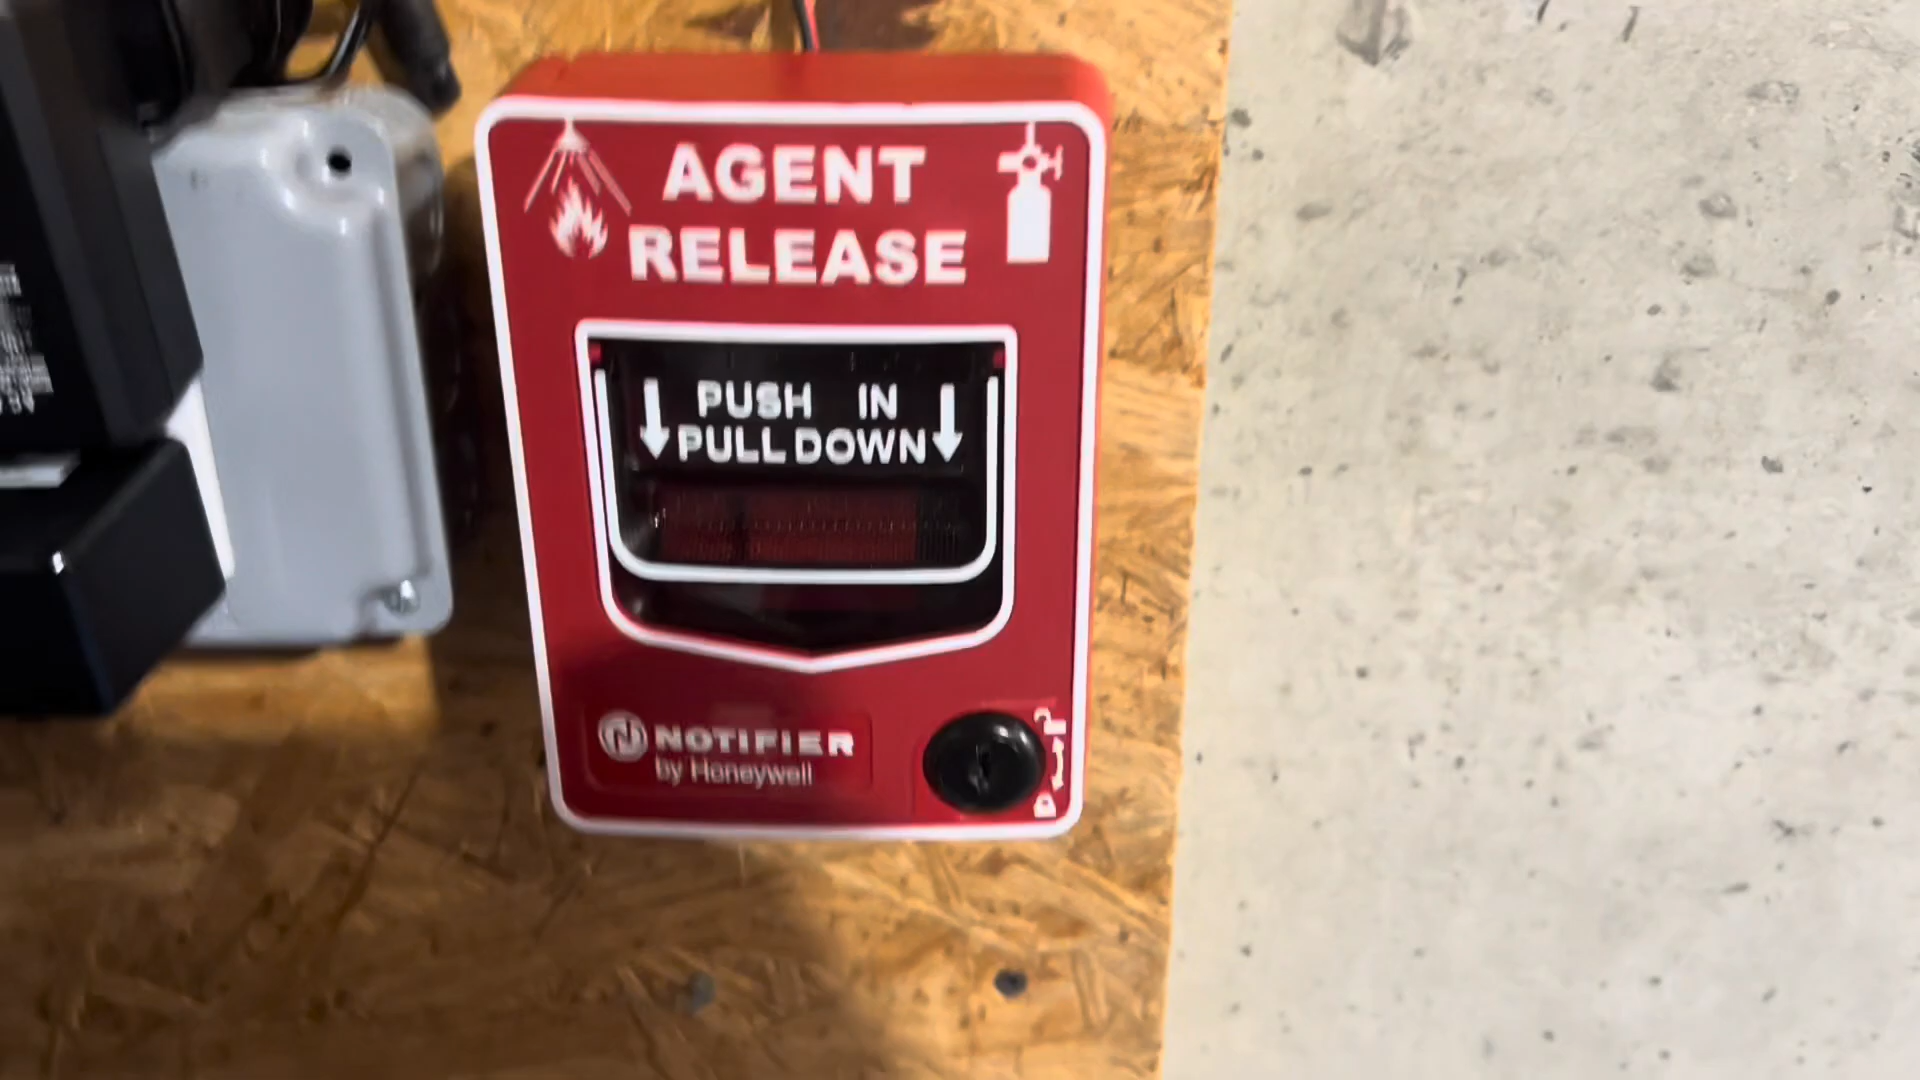 AGENT
RELEASE
PUSH IN
PULL DOWN
NOTIFIER
by Honeywell